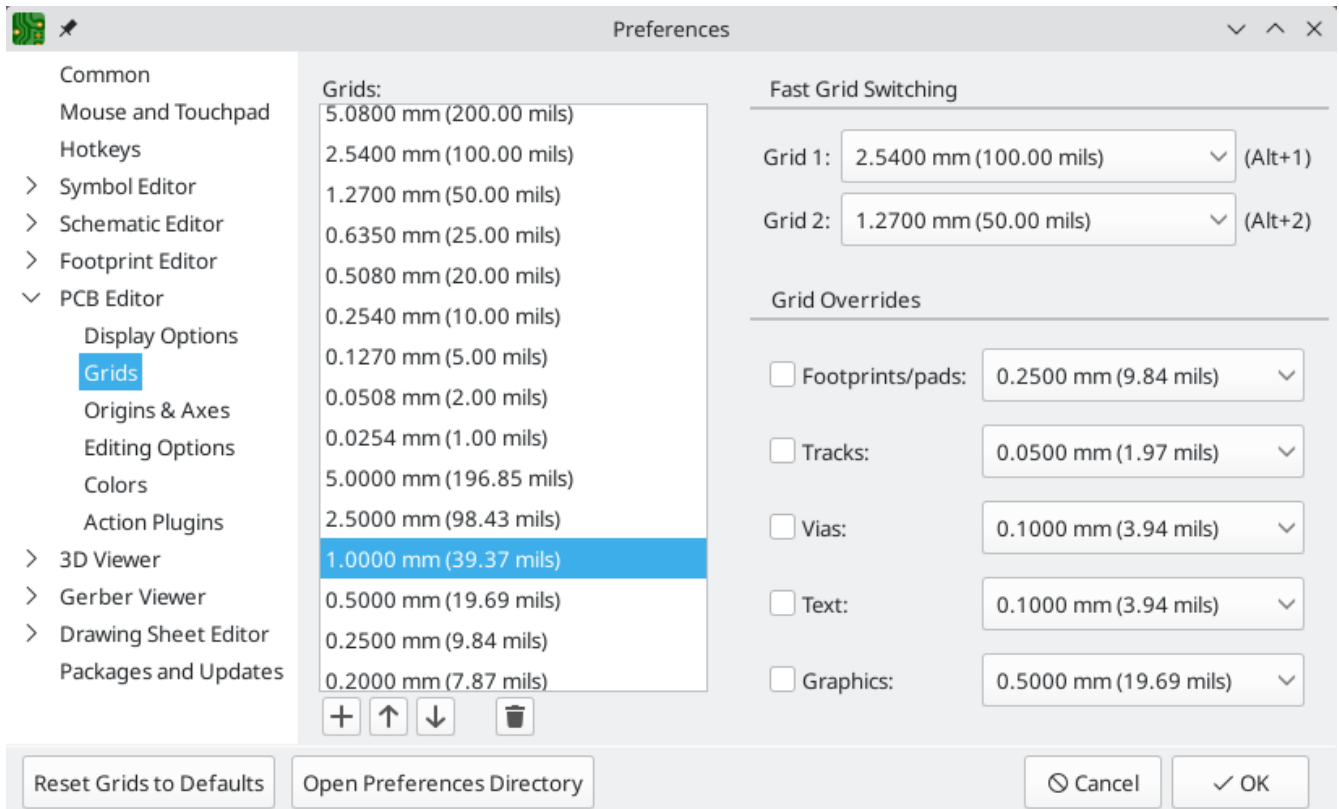 Preferences
Common
Mouse and Touchpad
Hotkeys
Symbol Editor
Schematic Editor
Footprint Editor
PCB Editor
Display Options
Grids
Origins & Axes
Editing Options
Colors
Action Plugins
3D Viewer
Gerber Viewer
Drawing Sheet Editor
Packages and Updates
Grids:
5.0800 mm (200.00 mils)
2.5400 mm (100.00 mils)
1.2700 mm (50.00 mils)
0.6350 mm (25.00 mils)
0.5080 mm (20.00 mils)
0.2540 mm (10.00 mils)
0.1270 mm (5.00 mils)
0.0508 mm (2.00 mils)
0.0254 mm (1.00 mils)
5.0000 mm (196.85 mils)
2.5000 mm (98.43 mils)
1.0000 mm (39.37 mils)
0.5000 mm (19.69 mils)
0.2500 mm (9.84 mils)
0.2000 mm (7.87 mils)
Fast Grid Switching
Grid 1: 2.5400 mm (100.00 mils) (Alt+1)
Grid 2: 1.2700 mm (50.00 mils) (Alt+2)
Grid Overrides
Footprints/pads: 0.2500 mm (9.84 mils)
Tracks: 0.0500 mm (1.97 mils)
Vias: 0.1000 mm (3.94 mils)
Text: 0.1000 mm (3.94 mils)
Graphics: 0.5000 mm (19.69 mils)
Reset Grids to Defaults Open Preferences Directory Cancel OK